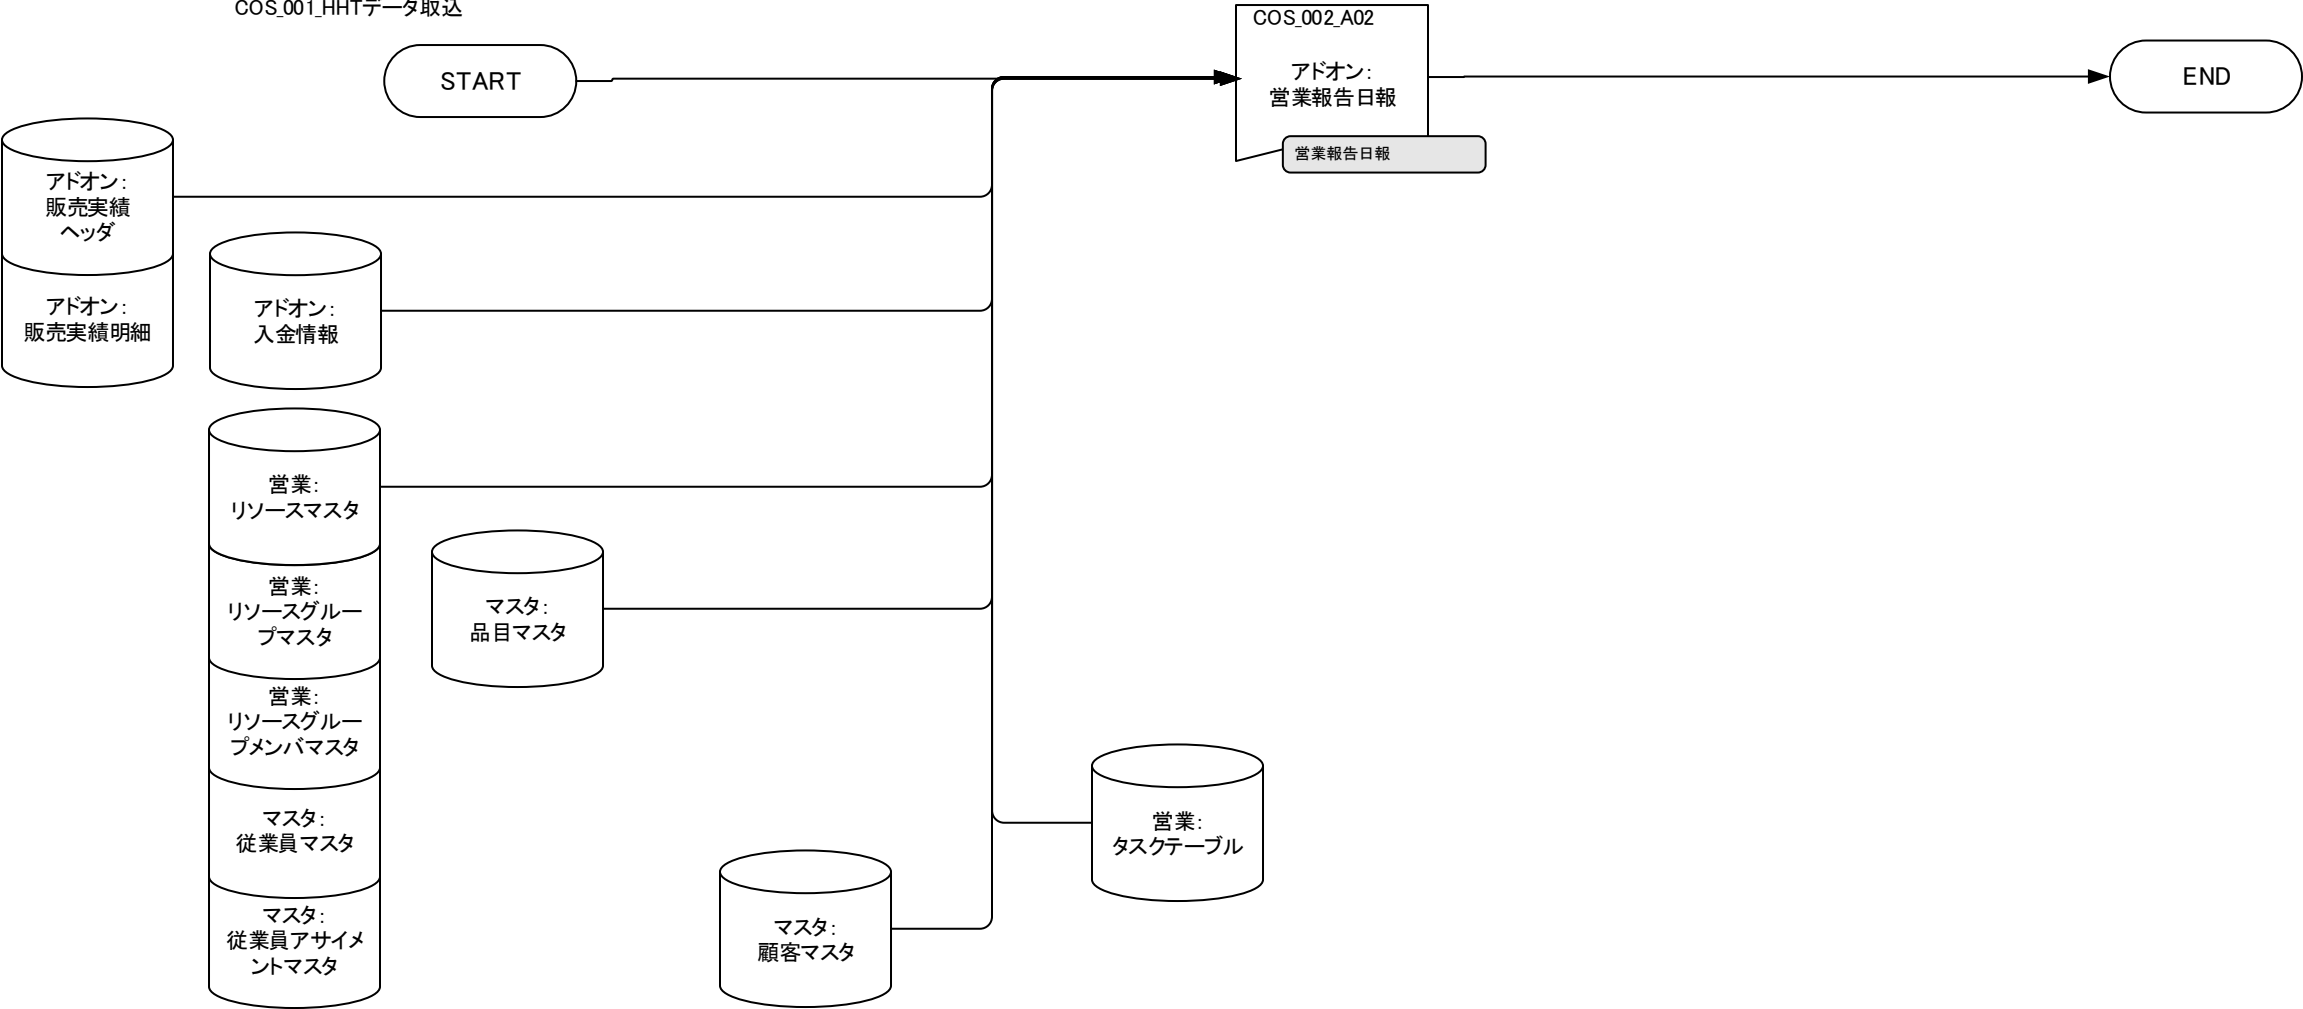 COS_001_HHTデータ取込
START
COS_002_A02
アドオン：
営業報告日報
営業報告日報
END
アドオン：
販売実績
ヘッダ
アドオン：
販売実績明細
アドオン：
入金情報
営業：
リソースマスタ
営業：
リソースグルー
プマスタ
営業：
リソースグルー
プメンバマスタ
マスタ：
従業員マスタ
マスタ：
従業員アサイメ
ントマスタ
マスタ：
品目マスタ
マスタ：
顧客マスタ
営業：
タスクテーブル